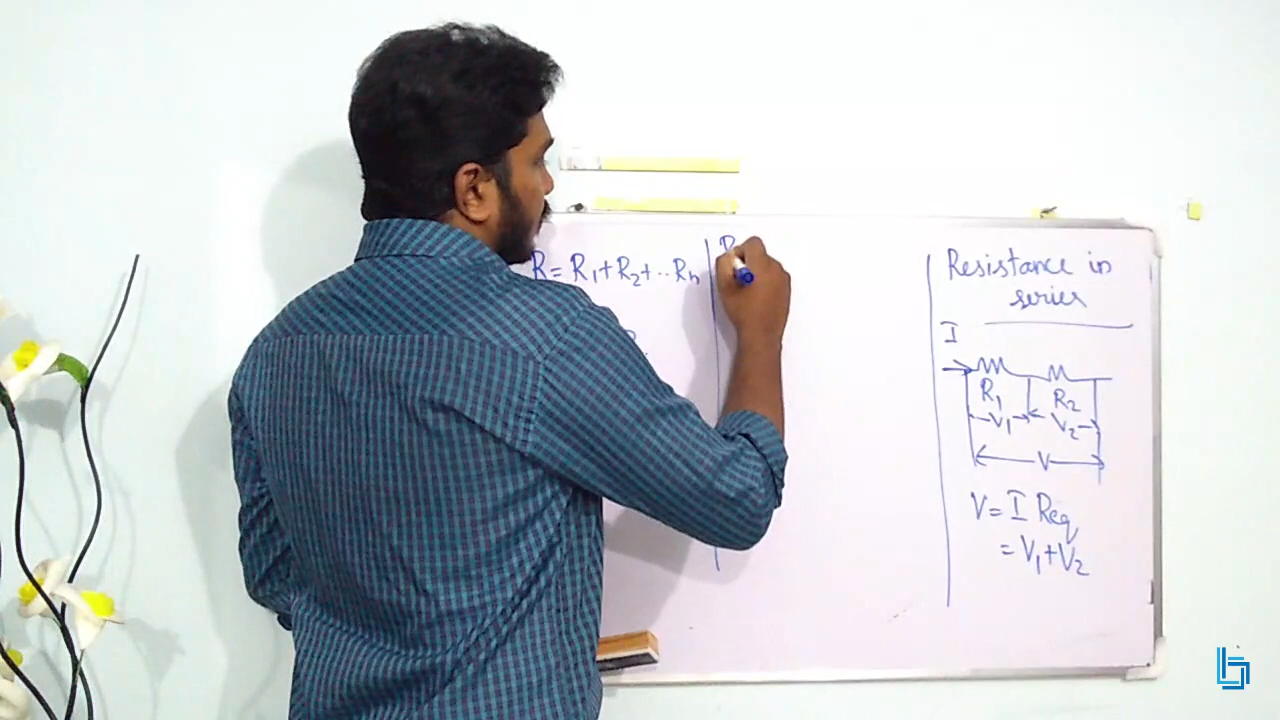 R = R1 + R2 + .. Rn
R
Resistance in
series
I
R1 R2
V1 V2
V
V = I Req
= V1 + V2